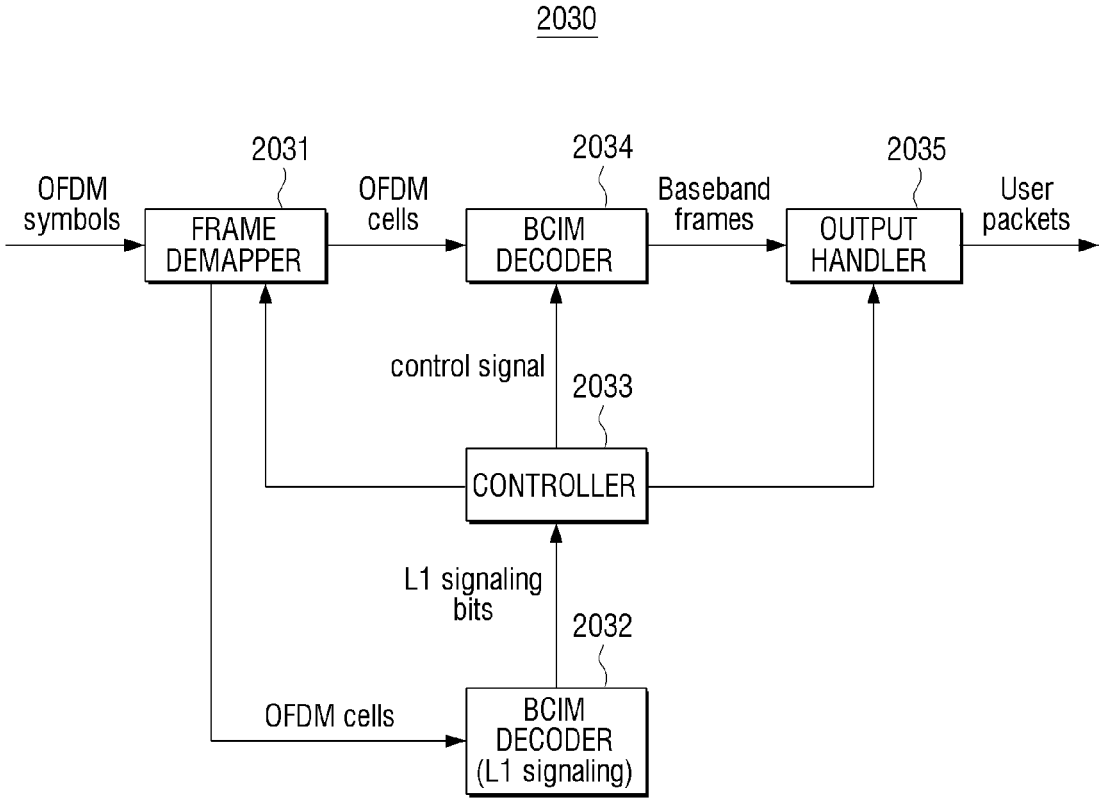 2030
2031
2034
2035
OFDM
symbols
OFDM
cells
Baseband
frames
User
packets
FRAME
DEMAPPER
BCIM
DECODER
OUTPUT
HANDLER
control signal
2033
CONTROLLER
L1 signaling
bits
2032
OFDM cells
BCIM
DECODER
(L1 signaling)